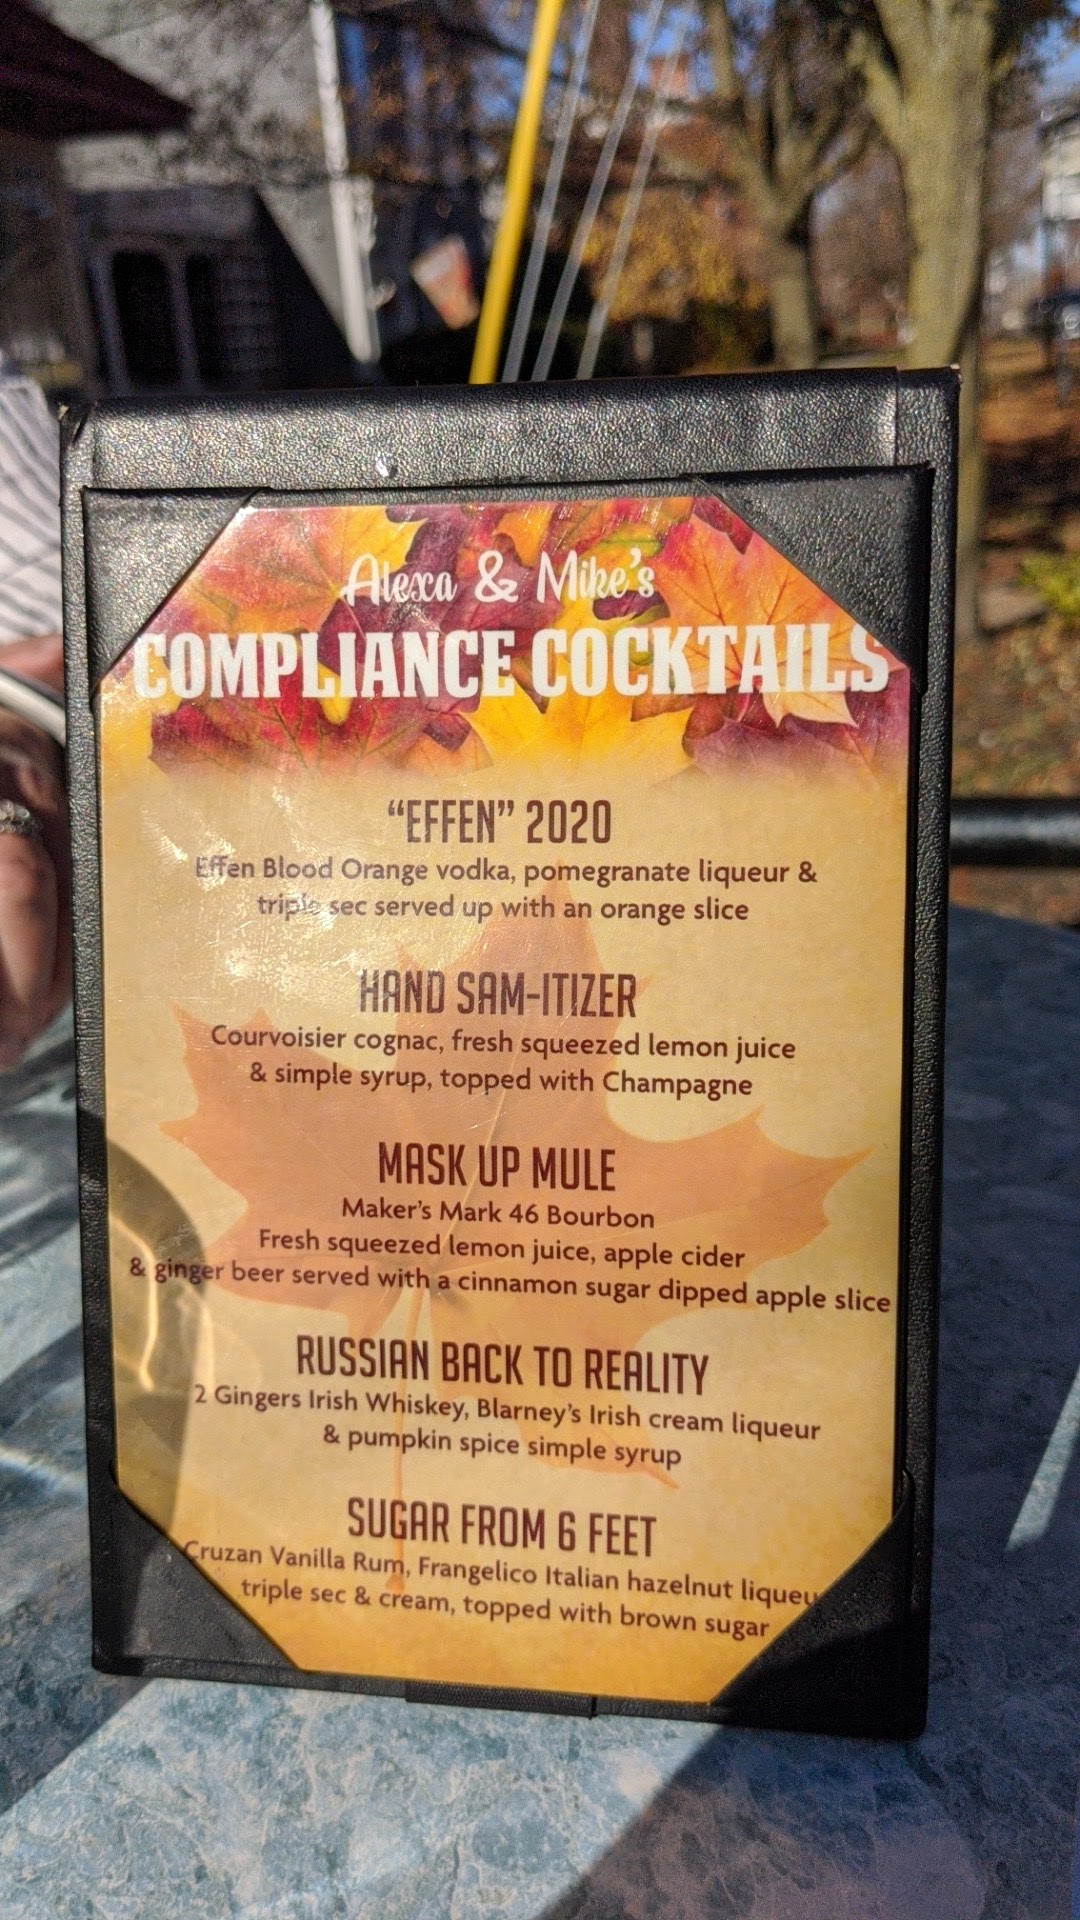 Alexa & Mike's
COMPLIANCE COCKTAILS
“EFFEN” 2020
Effen Blood Orange vodka, pomegranate liqueur &
triple sec served up with an orange slice
HAND SAM-ITIZER
Courvoisier cognac, fresh squeezed lemon juice
& simple syrup, topped with Champagne
MASK UP MULE
Maker's Mark 46 Bourbon
Fresh squeezed lemon juice, apple cider
& ginger beer served with a cinnamon sugar dipped apple slice
RUSSIAN BACK TO REALITY
2 Gingers Irish Whiskey, Blarney's Irish cream liqueur
& pumpkin spice simple syrup
SUGAR FROM 6 FEET
Cruzan Vanilla Rum, Frangelico Italian hazelnut liqueu
triple sec & cream, topped with brown sugar